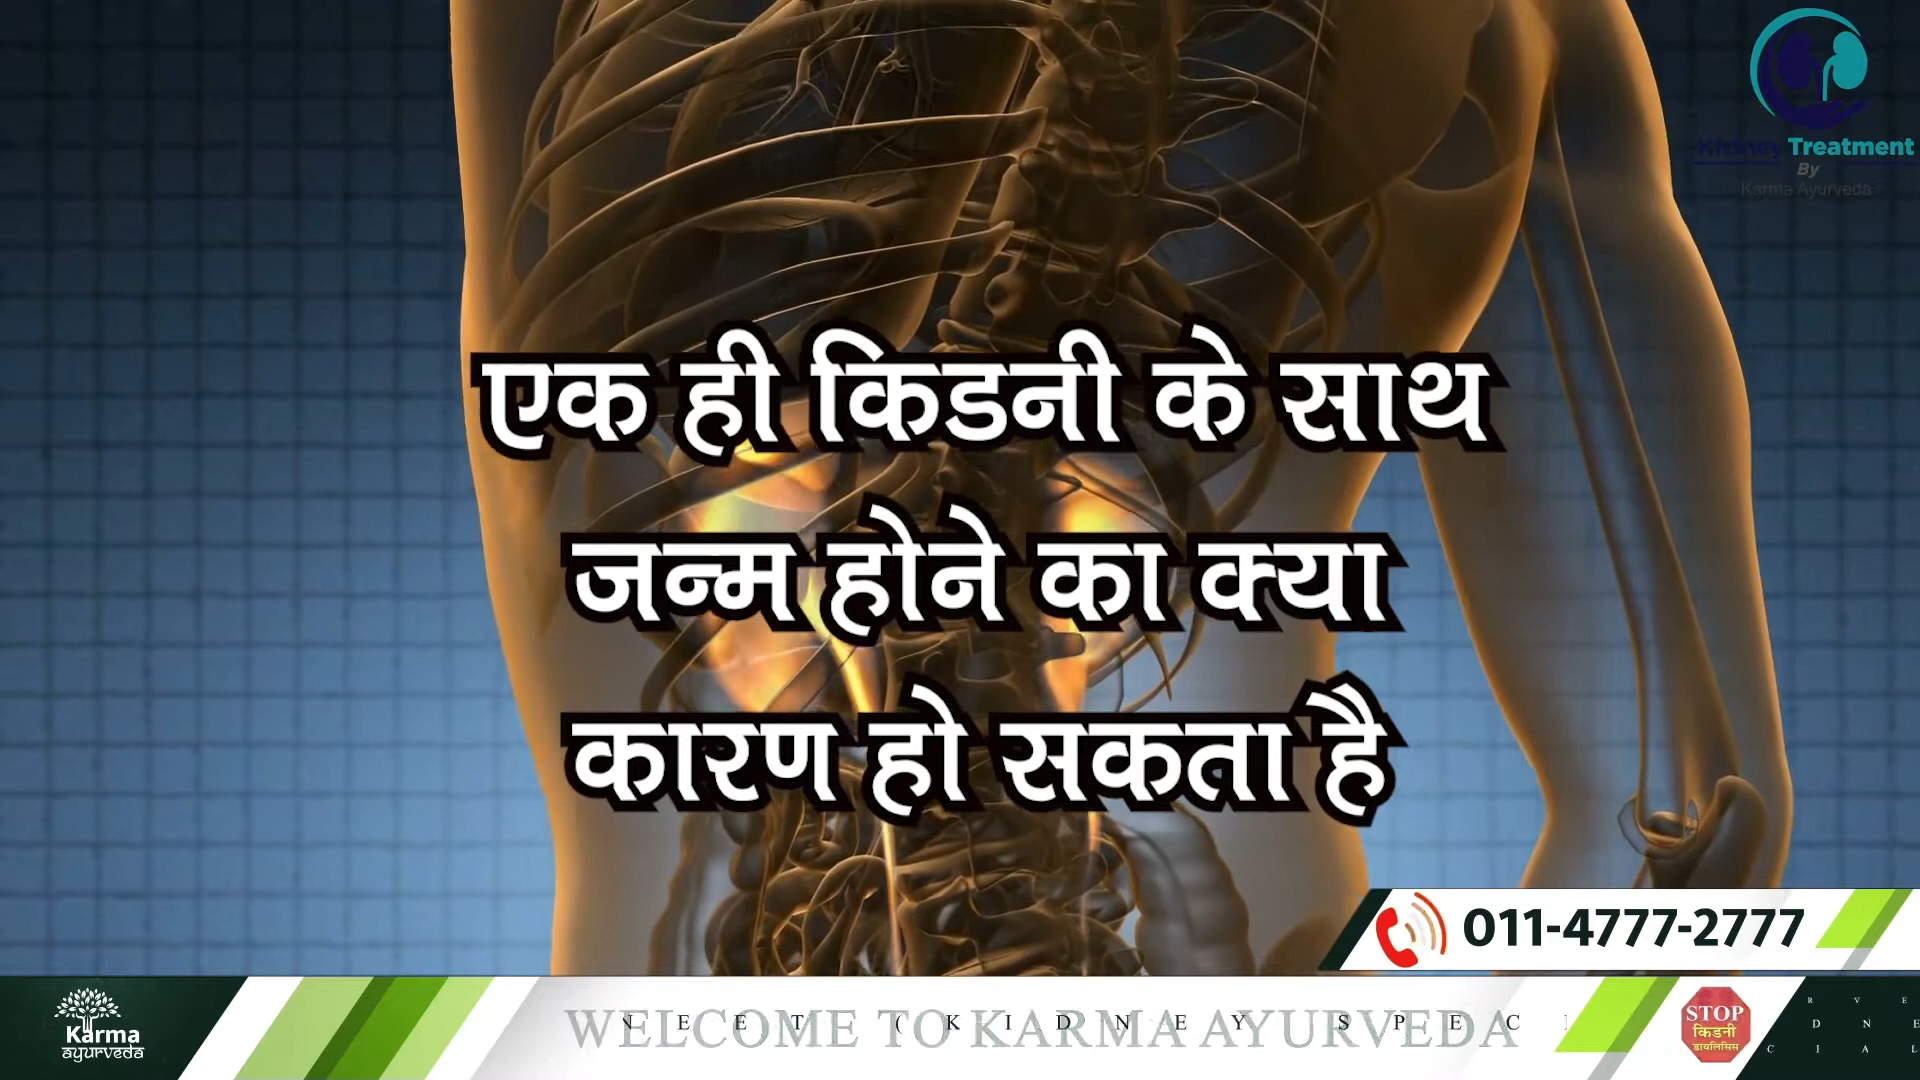 Kidney Treatment
By
Karma Ayurveda
एक ही किडनी के साथ
जन्म होने का क्या
कारण हो सकता है
011-4777-2777
Karma
ayurveda
WELCOME TO KARMA AYURVEDA
STOP
किडनी
डायलिसिस